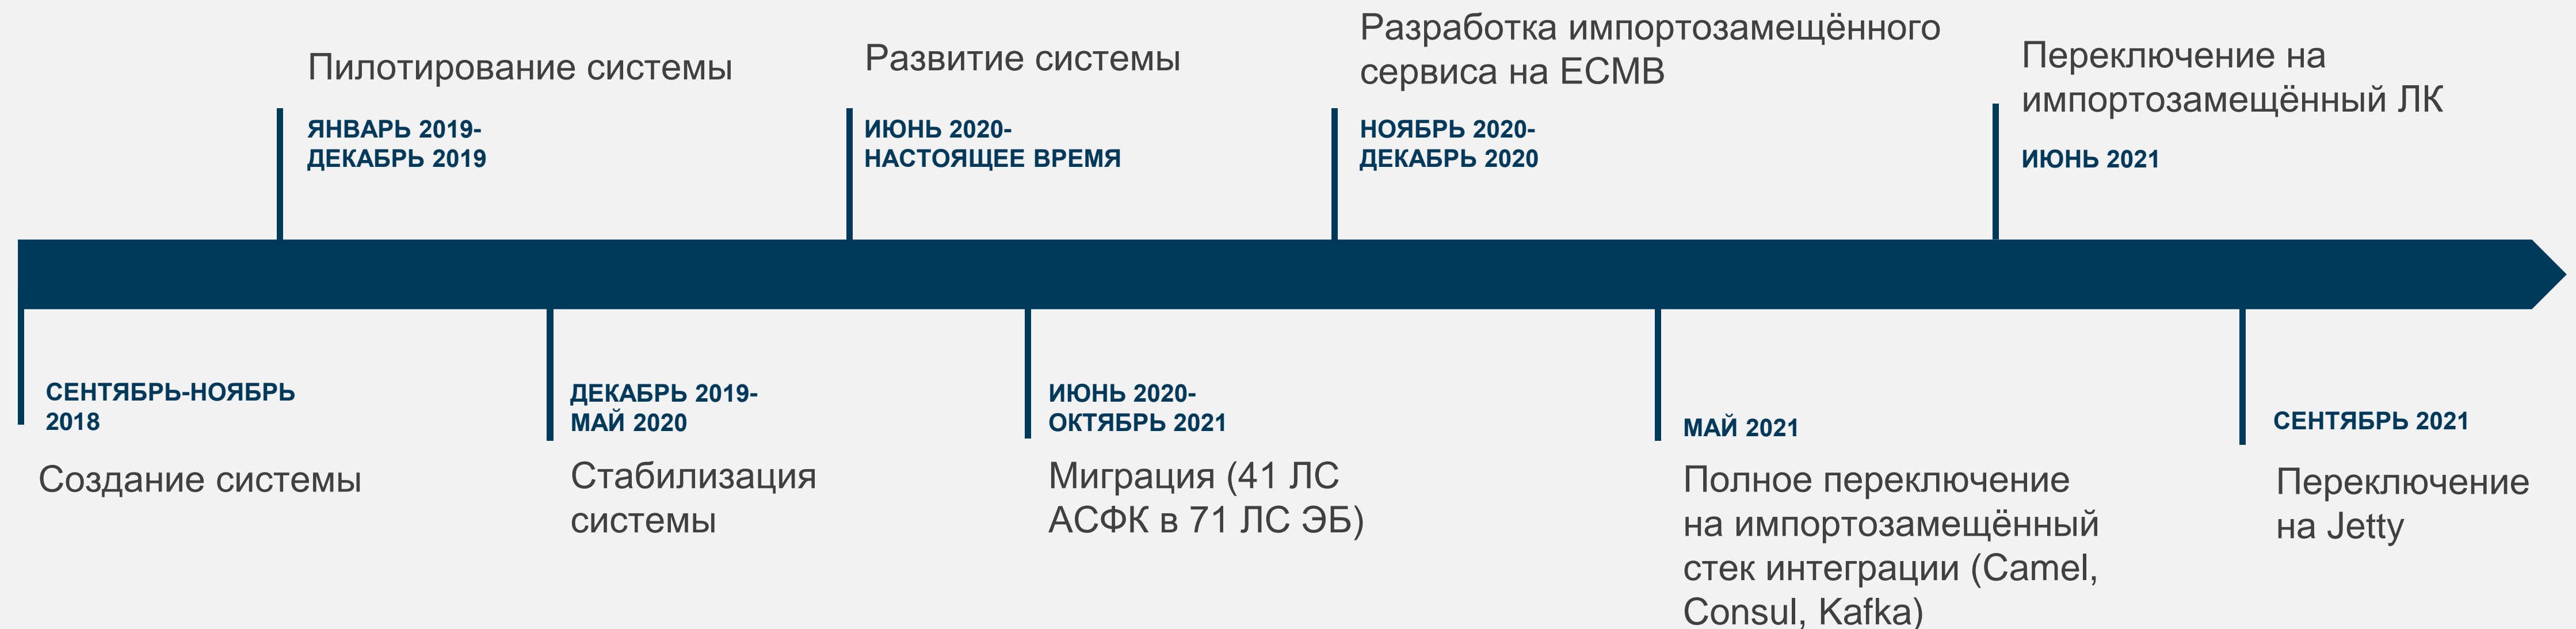 Пилотирование системы
ЯНВАРЬ 2019-
ДЕКАБРЬ 2019
Развитие системы
ИЮНЬ 2020-
НАСТОЯЩЕЕ ВРЕМЯ
Разработка импортозамещённого
сервиса на ЕСМВ
НОЯБРЬ 2020-
ДЕКАБРЬ 2020
Переключение на
импортозамещённый ЛК
ИЮНЬ 2021
СЕНТЯБРЬ-НОЯБРЬ
2018
Создание системы
ДЕКАБРЬ 2019-
МАЙ 2020
Стабилизация
системы
ИЮНЬ 2020-
ОКТЯБРЬ 2021
Миграция (41 ЛС
АСФК в 71 ЛС ЭБ)
МАЙ 2021
Полное переключение
на импортозамещённый
стек интеграции (Camel,
Consul, Kafka)
СЕНТЯБРЬ 2021
Переключение
на Jetty